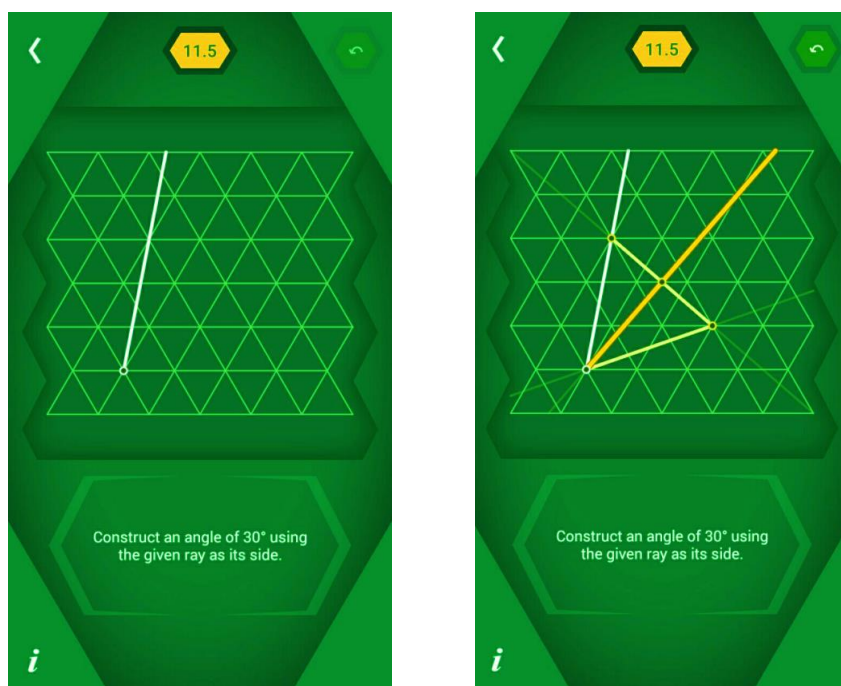 11.5
Construct an angle of 30° using
the given ray as its side.
i
11.5
Construct an angle of 30° using
the given ray as its side.
i